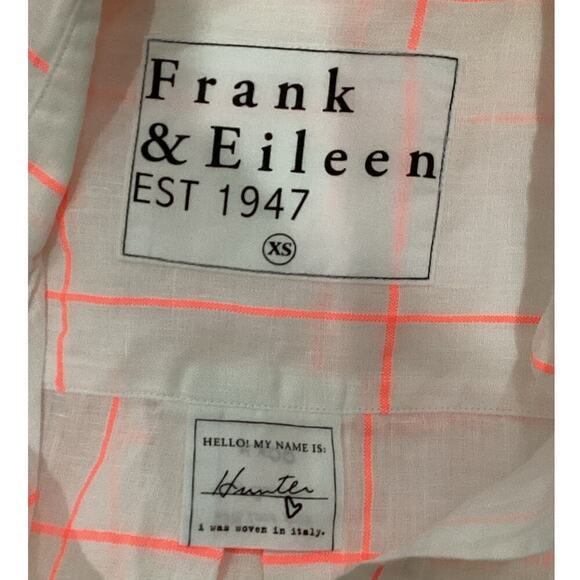 Frank
& Eileen
EST 1947
XS
HELLO! MY NAME IS:
Hunter
i was woven in italy.